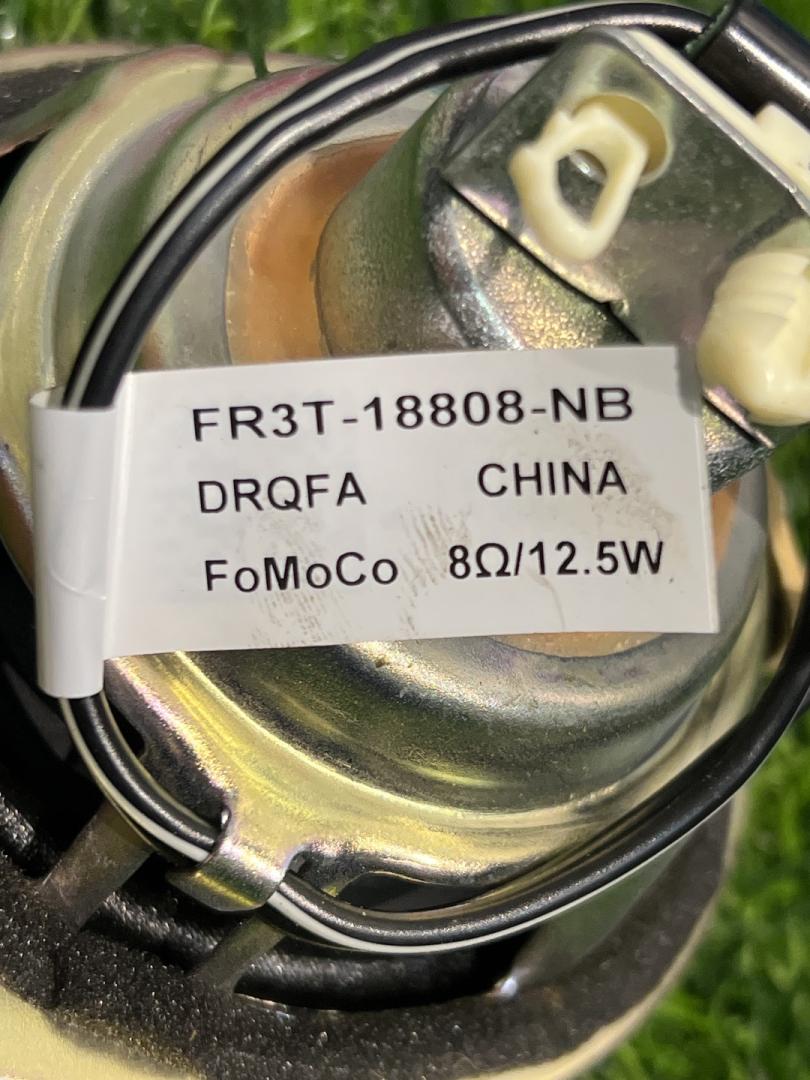 FR3T-18808-NB
DRQFA CHINA
FoMoCo 8Ω/12.5W